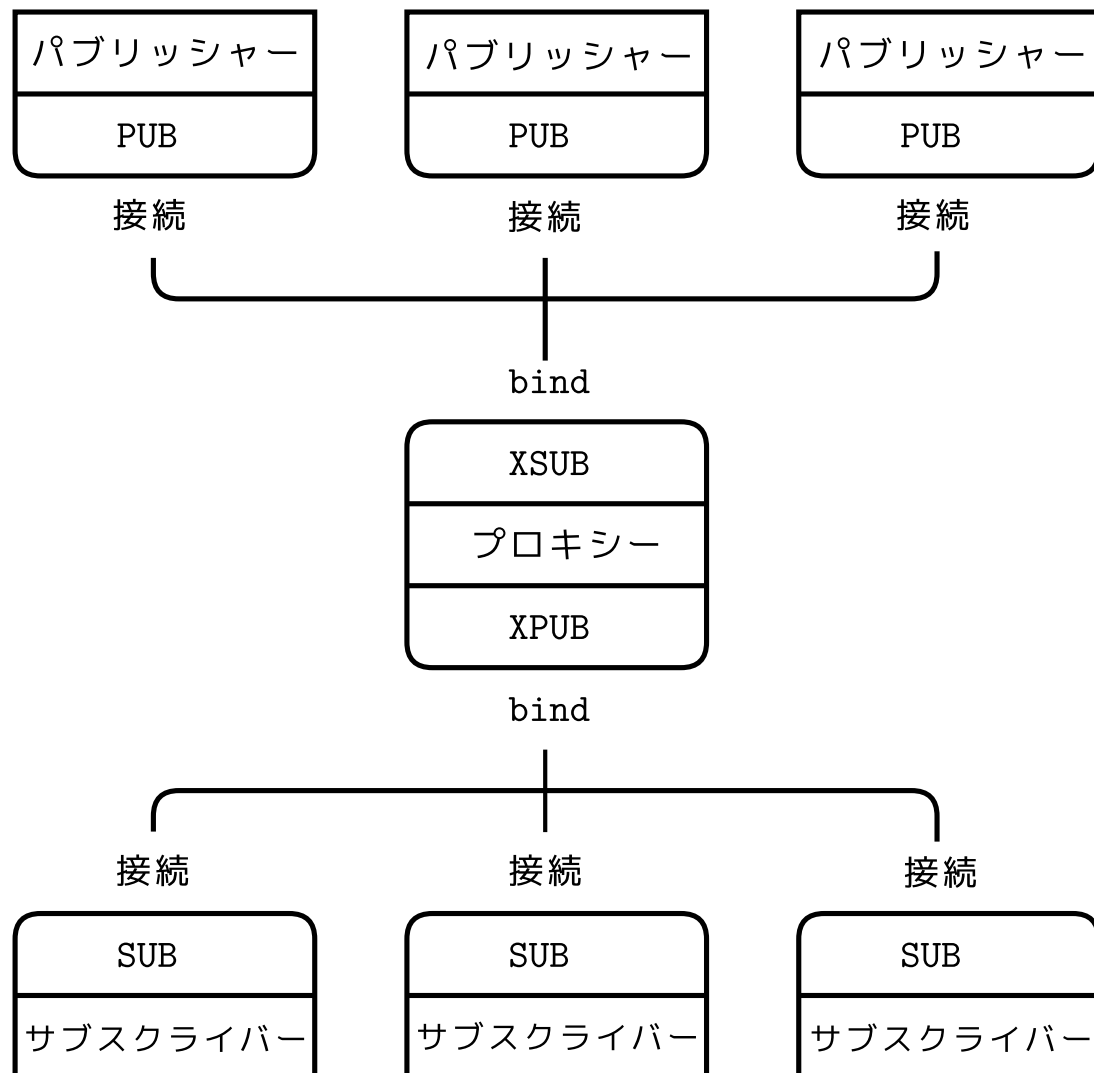 パブリッシャー パブリッシャー パブリッシャー
PUB PUB PUB
接続 接続 接続
bind
XSUB
プロキシー
XPUB
bind
接続 接続 接続
SUB SUB SUB
サブスクライバー サブスクライバー サブスクライバー